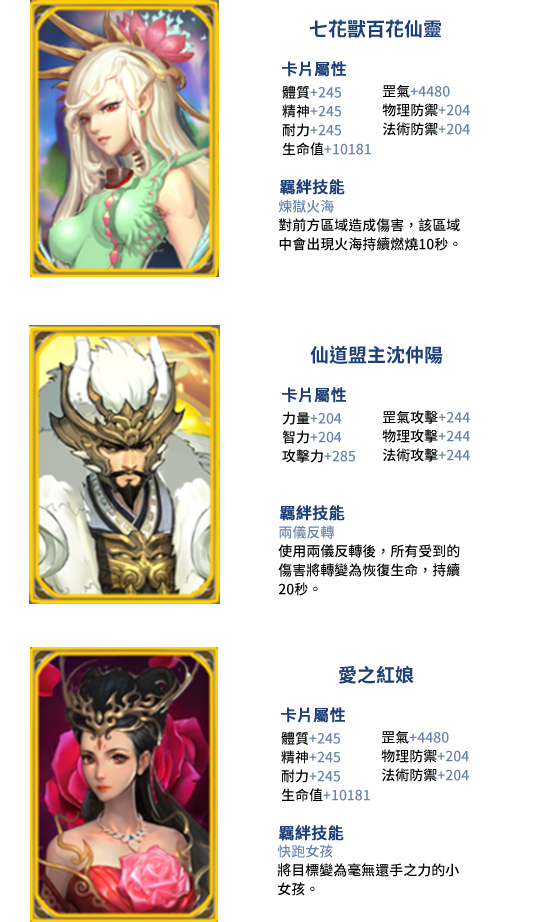 七花獸百花仙靈
卡片屬性
體質+245 罡氣+4480
精神+245 物理防禦+204
耐力+245 法術防禦+204
生命值+10181
羈絆技能
煉獄火海
對前方區域造成傷害，該區域
中會出現火海持續燃燒10秒。
仙道盟主沈仲陽
卡片屬性
力量+204 罡氣攻擊+244
智力+204 物理攻擊+244
攻擊力+285 法術攻擊+244
羈絆技能
兩儀反轉
使用兩儀反轉後，所有受到的
傷害將轉變為恢復生命，持續
20秒。
愛之紅娘
卡片屬性
體質+245 罡氣+4480
精神+245 物理防禦+204
耐力+245 法術防禦+204
生命值+10181
羈絆技能
快跑女孩
將目標變為毫無還手之力的小
女孩。